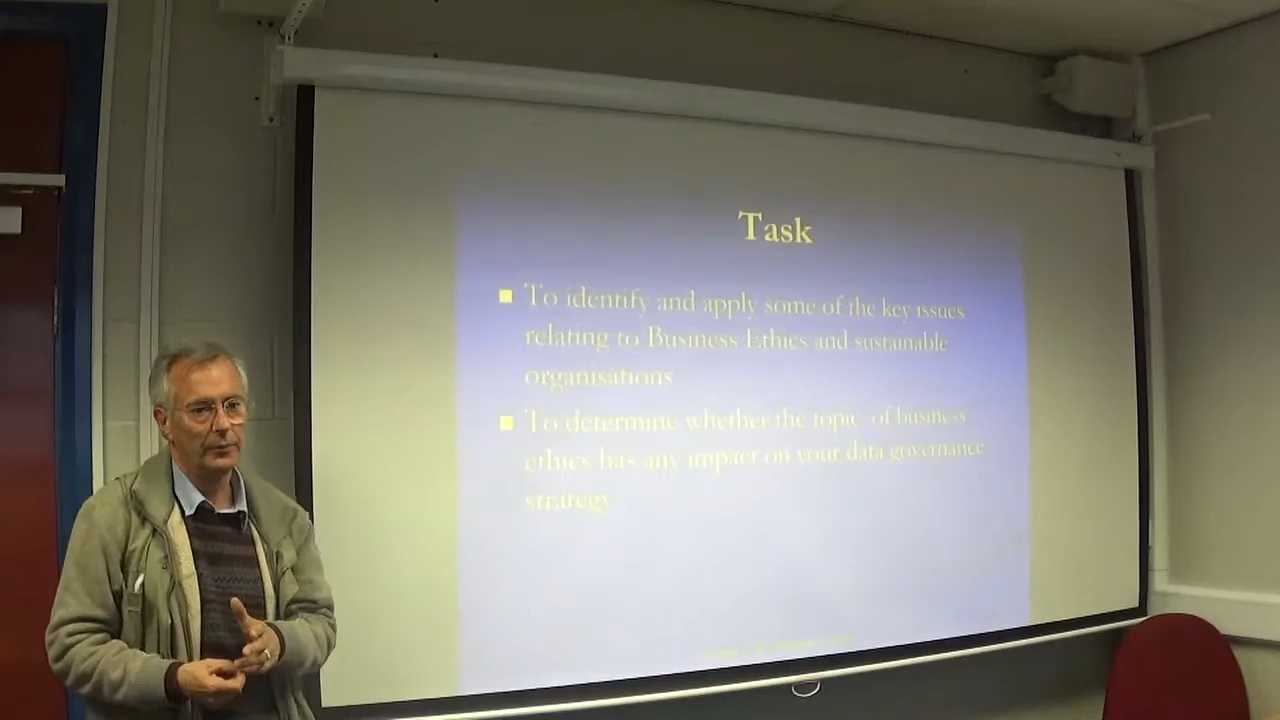 Task
To identify and apply some of the key issues
relating to Business Ethics and sustainable
organisations
To determine whether the topic of business
ethics has any impact on your data governance
strategy